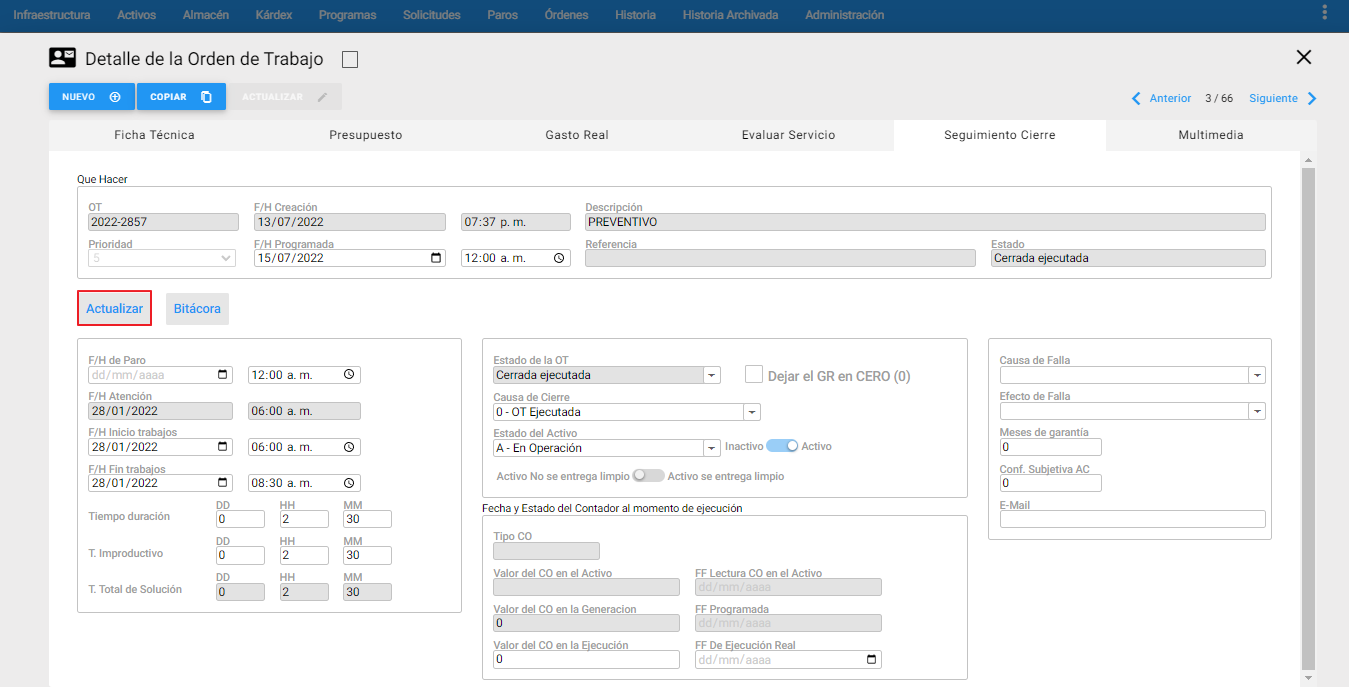 Infraestructura Activos Almacén Kárdex Programas Solicitudes Paros Órdenes Historia Historia Archivada Administración
Detalle de la Orden de Trabajo
NUEVO COPIAR ACTUALIZAR
Anterior 3 / 66 Siguiente
Ficha Técnica Presupuesto Gasto Real Evaluar Servicio Seguimiento Cierre Multimedia
Que Hacer
OT F/H Creación Descripción
2022-2857 13/07/2022 07:37 p. m. PREVENTIVO
Prioridad F/H Programada Referencia Estado
5 15/07/2022 12:00 a. m. Cerrada ejecutada
Actualizar Bitácora
F/H de Paro
dd/mm/aaaa 12:00 a. m.
F/H Atención
28/01/2022 06:00 a. m.
F/H Inicio trabajos
28/01/2022 06:00 a. m.
F/H Fin trabajos
28/01/2022 08:30 a. m.
DD HH MM
Tiempo duración 0 2 30
DD HH MM
T. Improductivo 0 2 30
DD HH MM
T. Total de Solución 0 2 30
Estado de la OT
Cerrada ejecutada Dejar el GR en CERO (0)
Causa de Cierre
0 - OT Ejecutada
Estado del Activo
A - En Operación Inactivo Activo
Activo No se entrega limpio Activo se entrega limpio
Fecha y Estado del Contador al momento de ejecución
Tipo CO
Valor del CO en el Activo FF Lectura CO en el Activo
dd/mm/aaaa
Valor del CO en la Generacion FF Programada
0 dd/mm/aaaa
Valor del CO en la Ejecución FF De Ejecución Real
0 dd/mm/aaaa
Causa de Falla
Efecto de Falla
Meses de garantía
0
Conf. Subjetiva AC
0
E-Mail